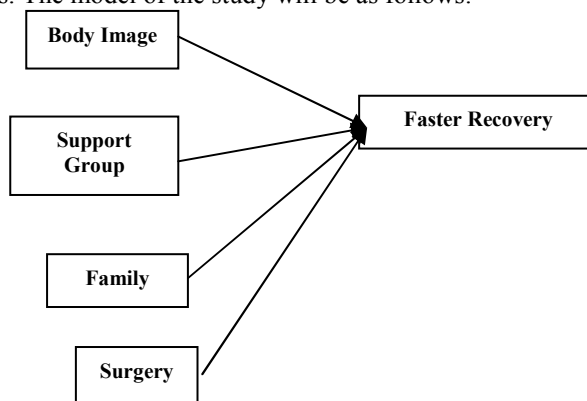 s. The model of the study will be as follows:
Body Image
Faster Recovery
Support
Group
Family
Surgery